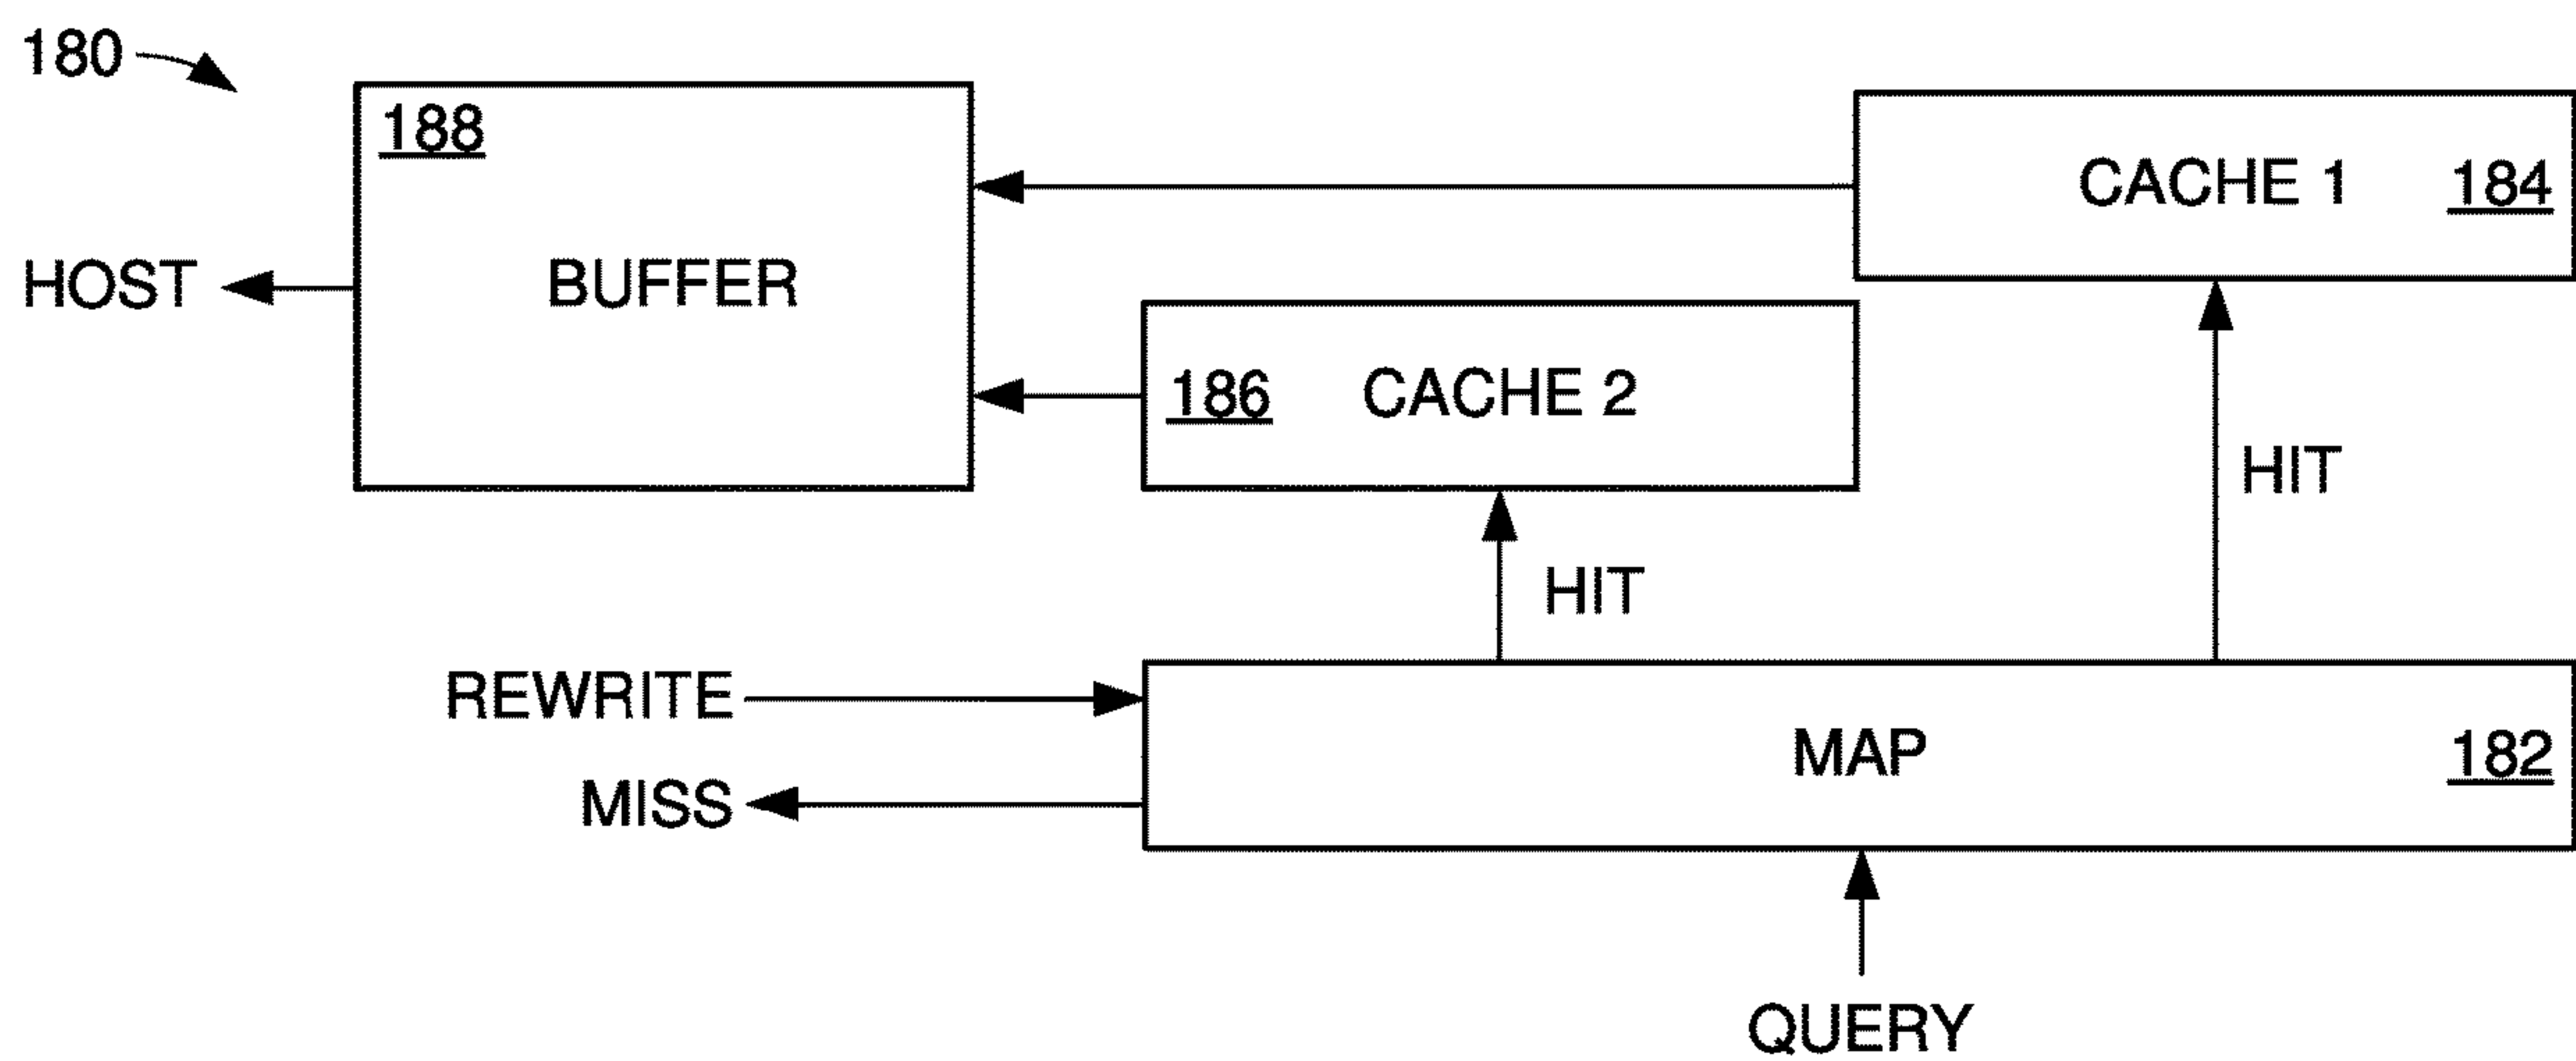 180
188
CACHE 1 184
HOST
BUFFER
186 CACHE 2
HIT
HIT
REWRITE
MAP 182
MISS
QUERY